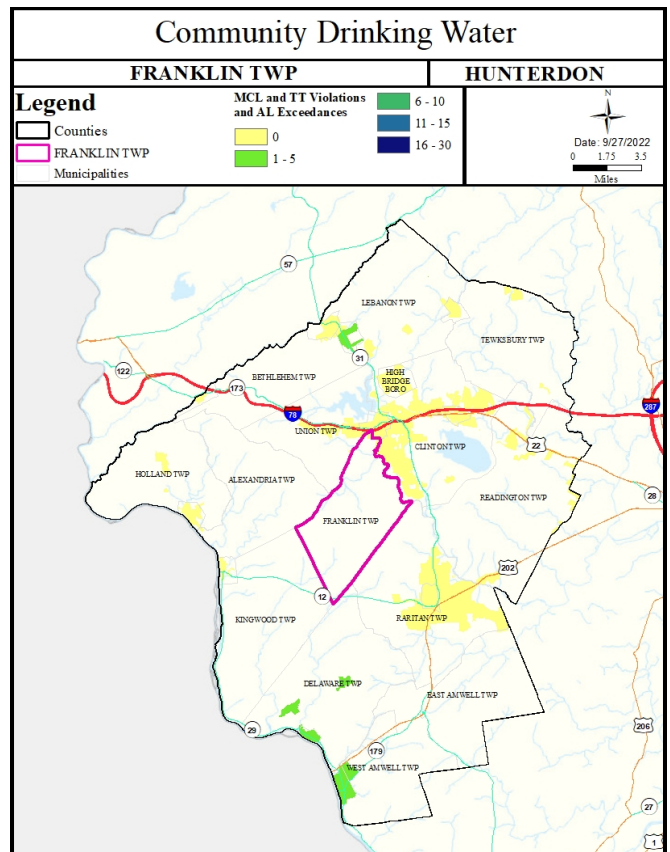 Community Drinking Water
FRANKLIN TWP
HUNTERDON
Legend
Counties
FRANKLIN TWP
Municipalities
MCL and TT Violations
and AL Exceedances
0
1 - 5
6 - 10
11 - 15
16 - 30
N
Date: 9/27/2022
0 1.75 3.5
Miles
57
LEBANON TWP
TEWKSBURY TWP
31
122
BETHLEHEM TWP
HIGH
BRIDGE
BORO
173
78
287
UNION TWP
CLINTON TWP
22
HOLLAND TWP
ALEXANDRIA TWP
READINGTON TWP
28
FRANKLIN TWP
202
12
KINGWOOD TWP
RARITAN TWP
DELAWARE TWP
EAST AMWELL TWP
29
206
179
WEST AMWELL TWP
27
1